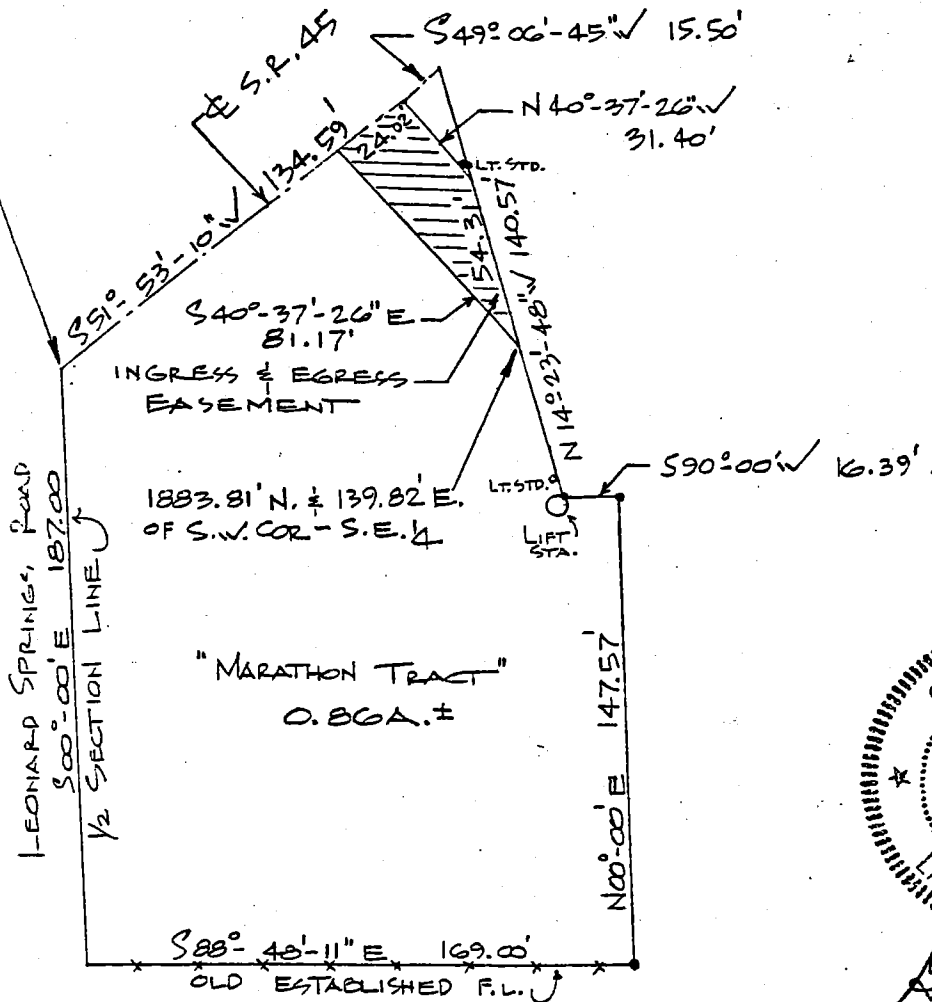 S49°-06'-45"W 15.50'
₵ S.R. 45
N40°-37'-26"W
31.40'
134.59'
24.02'
LT. STD.
S51°-53'-10"W
54.31'
N14°-23'-48"W 140.57'
S40°-37'-26"E
81.17'
INGRESS & EGRESS
EASEMENT
1883.81' N. & 139.82' E.
OF S.W. COR - S.E. ¼
S90°-00'W 16.39'
LT. STD.
LIFT
STA.
LEONARD SPRINGS ROAD
S00°-00'E 187.00
½ SECTION LINE
"MARATHON TRACT"
0.86A.±
N00°-00'E 147.57'
S88°-48'-11"E 169.00'
OLD ESTABLISHED F.L.